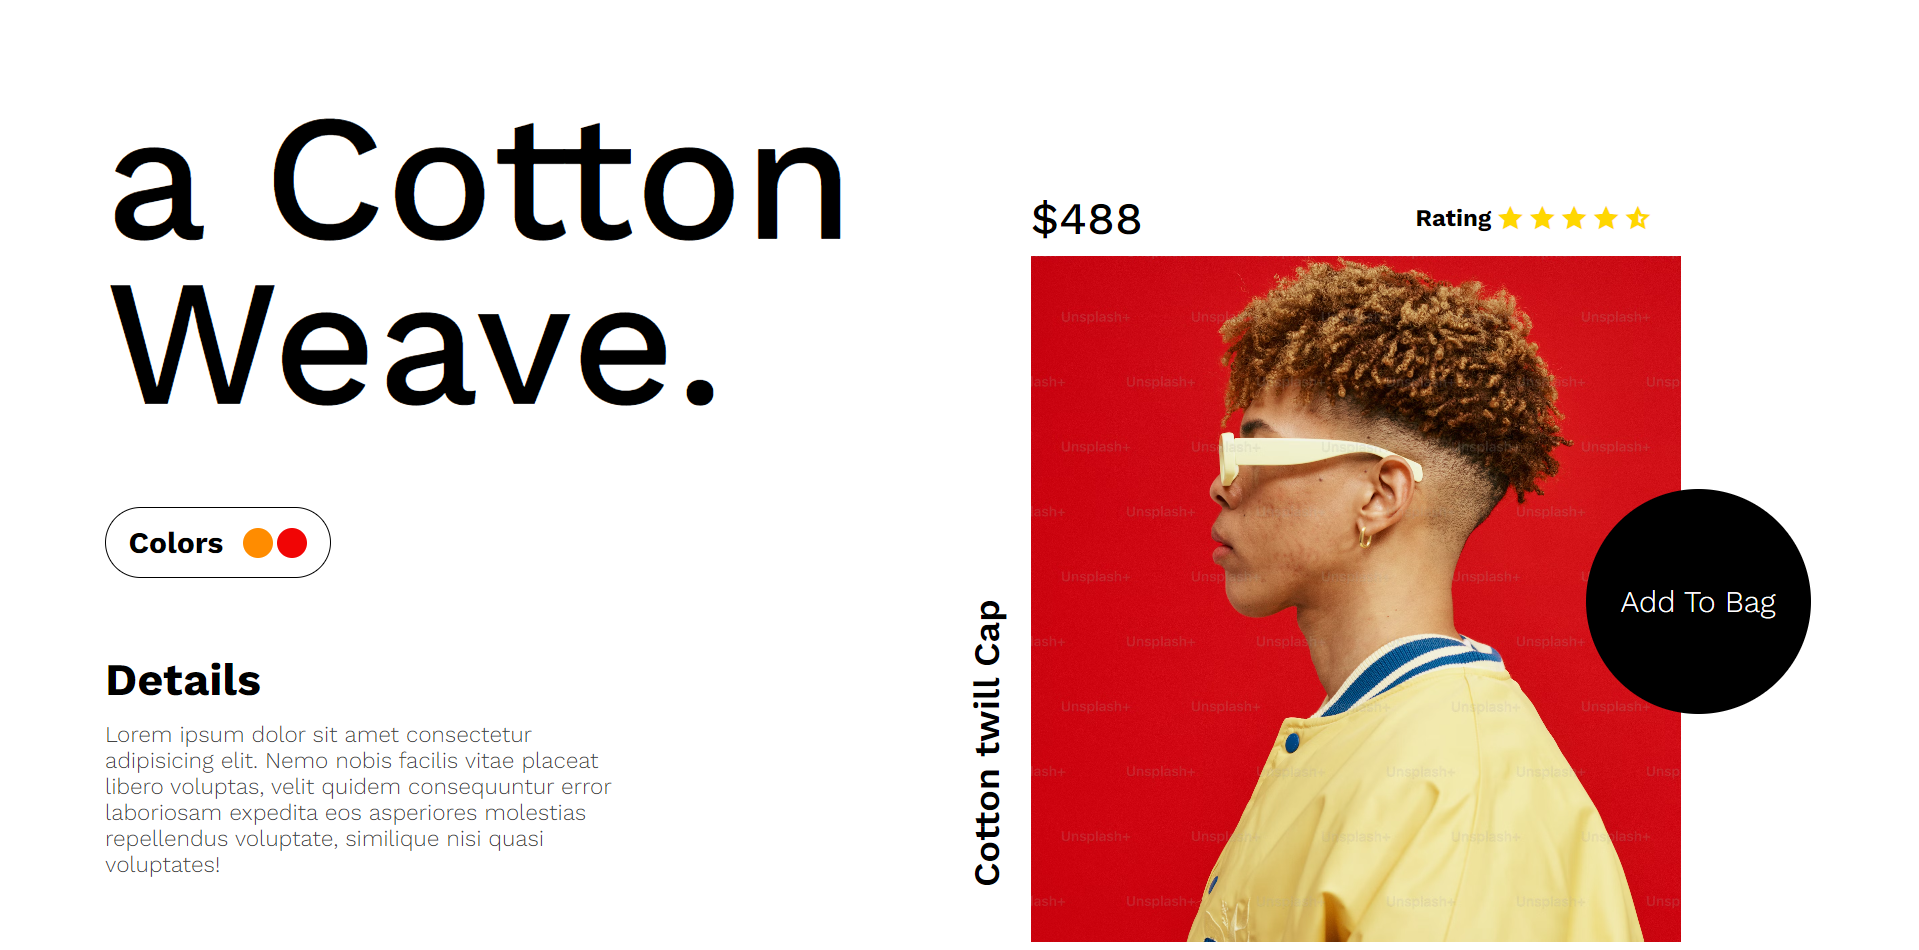 a Cotton
Weave.
Colors
Details
Lorem ipsum dolor sit amet consectetur
adipisicing elit. Nemo nobis facilis vitae placeat
libero voluptas, velit quidem consequuntur error
laboriosam expedita eos asperiores molestias
repellendus voluptate, similique nisi quasi
voluptates!
$488
Rating
Cotton twill Cap
Add To Bag
Unsplash+